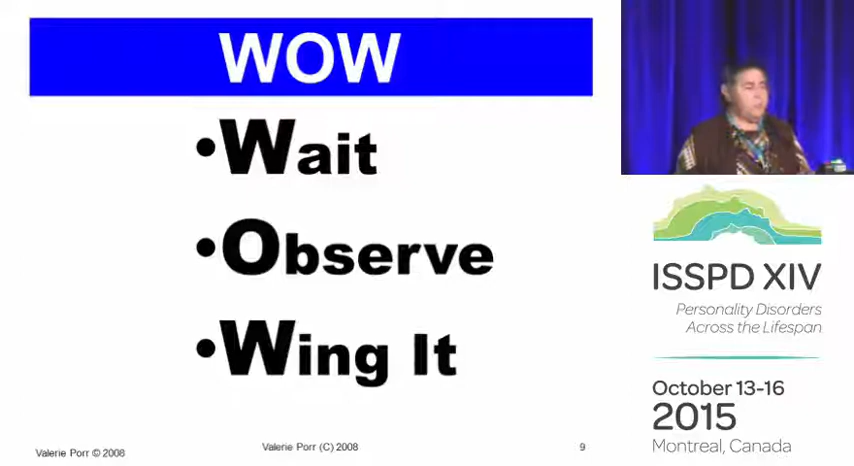 WOW
•Wait
•Observe
•Wing It
Valerie Porr © 2008
Valerie Porr (C) 2008
9
ISSPD XIV
Personality Disorders
Across the Lifespan
October 13-16
2015
Montreal, Canada